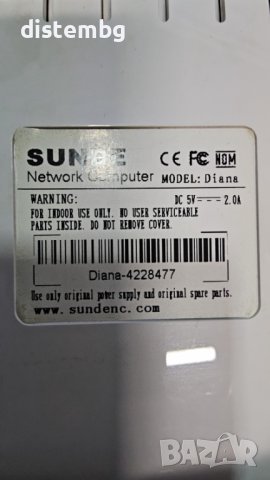 distembg
SUNDE
Network Computer
MODEL: Diana
CE FC NOM
WARNING:
DC 5V 2.0A
FOR INDOOR USE ONLY. NO USER SERVICEABLE
PARTS INSIDE. DO NOT REMOVE COVER.
Diana-4228477
Use only original power supply and original spare parts.
www.sundenc.com
BAZAR